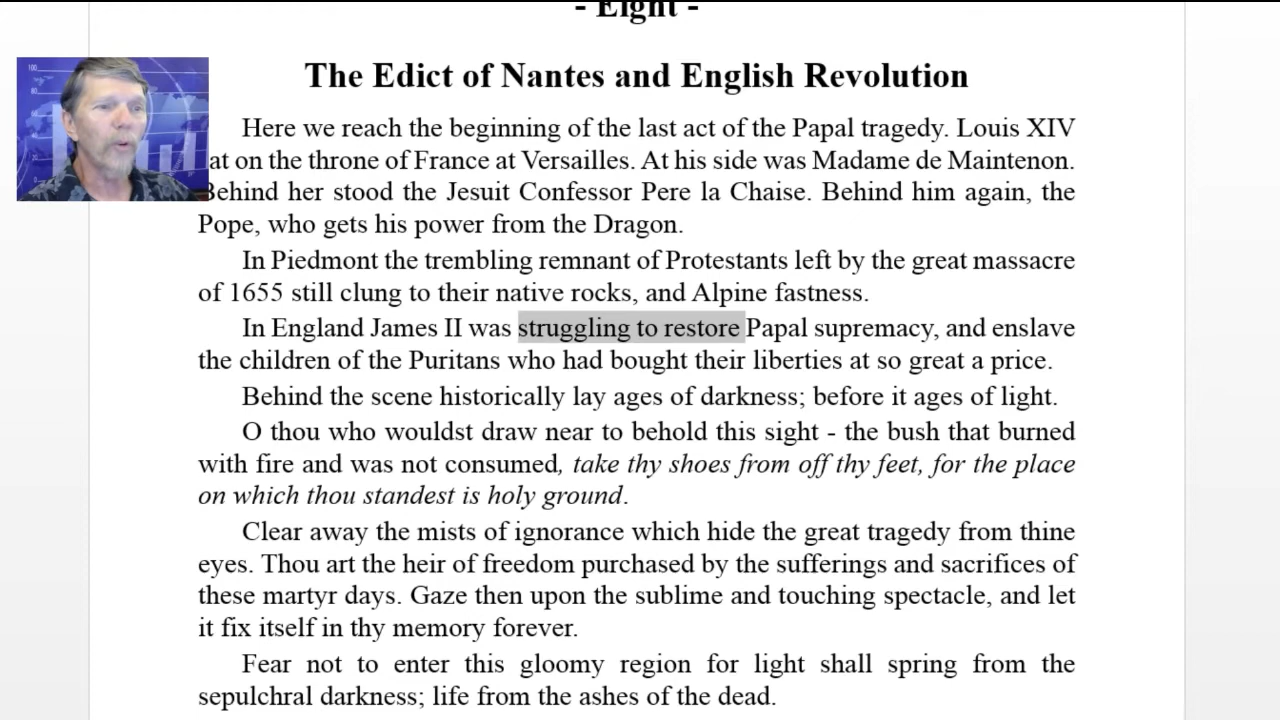 - Eight -
The Edict of Nantes and English Revolution
Here we reach the beginning of the last act of the Papal tragedy. Louis XIV
at on the throne of France at Versailles. At his side was Madame de Maintenon.
Behind her stood the Jesuit Confessor Pere la Chaise. Behind him again, the
Pope, who gets his power from the Dragon.
In Piedmont the trembling remnant of Protestants left by the great massacre
of 1655 still clung to their native rocks, and Alpine fastness.
In England James II was struggling to restore Papal supremacy, and enslave
the children of the Puritans who had bought their liberties at so great a price.
Behind the scene historically lay ages of darkness; before it ages of light.
O thou who wouldst draw near to behold this sight - the bush that burned
with fire and was not consumed, take thy shoes from off thy feet, for the place
on which thou standest is holy ground.
Clear away the mists of ignorance which hide the great tragedy from thine
eyes. Thou art the heir of freedom purchased by the sufferings and sacrifices of
these martyr days. Gaze then upon the sublime and touching spectacle, and let
it fix itself in thy memory forever.
Fear not to enter this gloomy region for light shall spring from the
sepulchral darkness; life from the ashes of the dead.